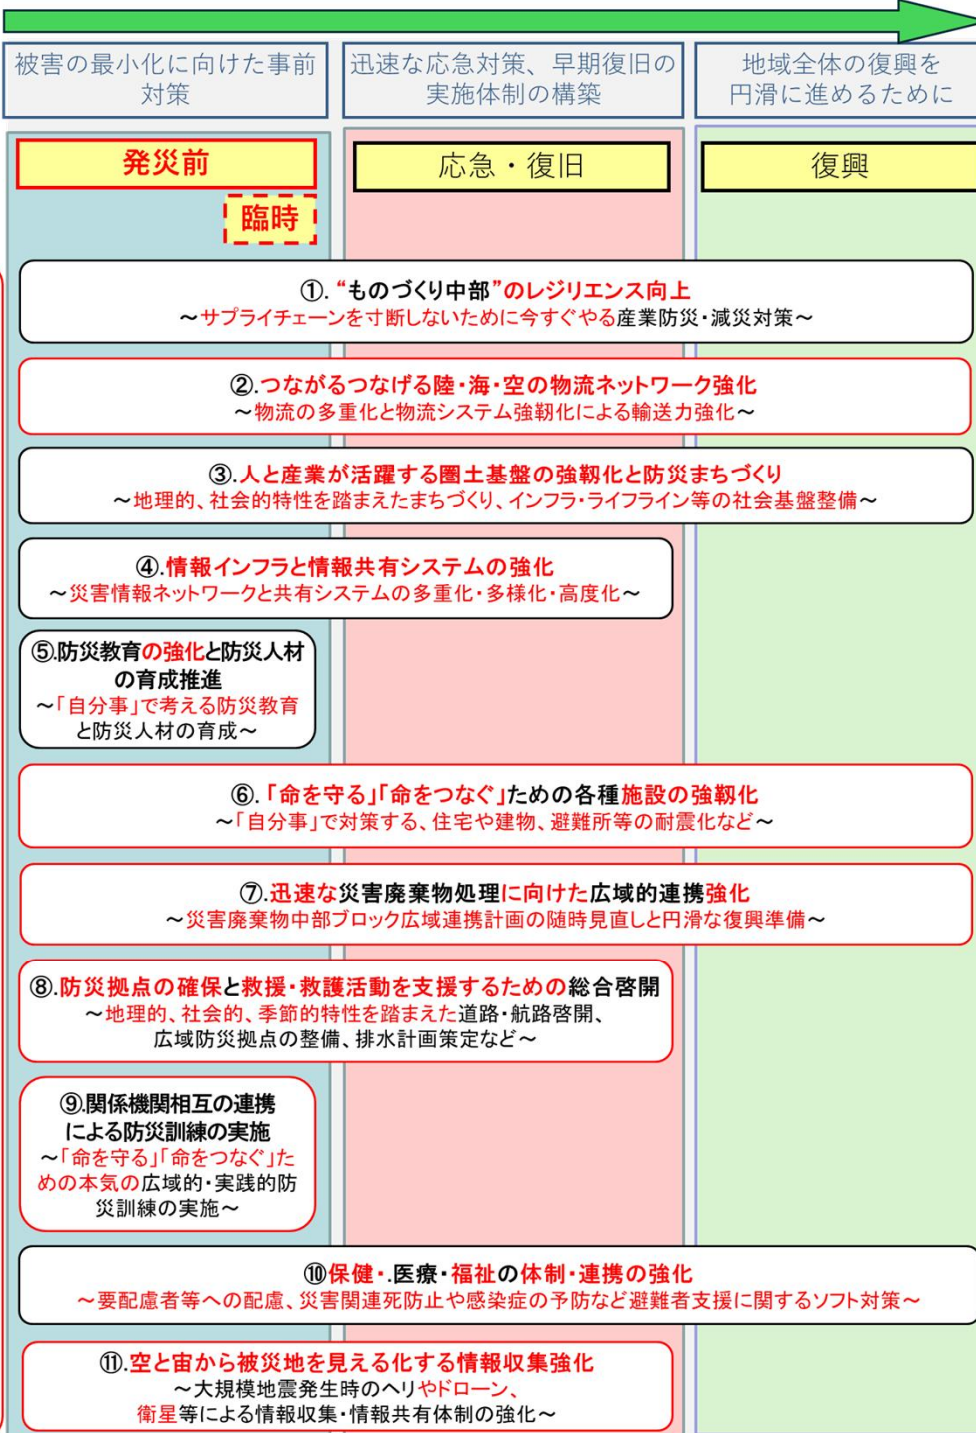 被害の最小化に向けた事前
対策
迅速な応急対策、早期復旧の
実施体制の構築
地域全体の復興を
円滑に進めるために
発災前
応急・復旧
復興
臨時
①. “ものづくり中部”のレジリエンス向上
～サプライチェーンを寸断しないために今すぐやる産業防災・減災対策～
②.つながるつなげる陸・海・空の物流ネットワーク強化
～物流の多重化と物流システム強靱化による輸送力強化～
③.人と産業が活躍する圏土基盤の強靱化と防災まちづくり
～地理的、社会的特性を踏まえたまちづくり、インフラ・ライフライン等の社会基盤整備～
④.情報インフラと情報共有システムの強化
～災害情報ネットワークと共有システムの多重化・多様化・高度化～
⑤.防災教育の強化と防災人材
の育成推進
～「自分事」で考える防災教育
と防災人材の育成～
⑥. 「命を守る」「命をつなぐ」ための各種施設の強靱化
～「自分事」で対策する、住宅や建物、避難所等の耐震化など～
⑦.迅速な災害廃棄物処理に向けた広域的連携強化
～災害廃棄物中部ブロック広域連携計画の随時見直しと円滑な復興準備～
⑧.防災拠点の確保と救援・救護活動を支援するための総合啓開
～地理的、社会的、季節的特性を踏まえた道路・航路啓開、
広域防災拠点の整備、排水計画策定など～
⑨.関係機関相互の連携
による防災訓練の実施
～「命を守る」「命をつなぐ」た
めの本気の広域的・実践的防
災訓練の実施～
⑩保健・.医療・福祉の体制・連携の強化
～要配慮者等への配慮、災害関連死防止や感染症の予防など避難者支援に関するソフト対策～
⑪.空と宙から被災地を見える化する情報収集強化
～大規模地震発生時のヘリやドローン、
衛星等による情報収集・情報共有体制の強化～